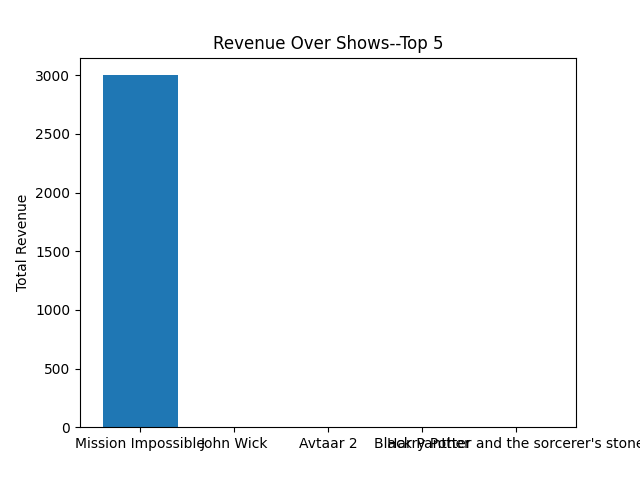 Revenue Over Shows--Top 5
Total Revenue
3000
2500
2000
1500
1000
500
0
Mission Impossible
John Wick
Avtaar 2
Black Panther
Harry Potter and the sorcerer's stone